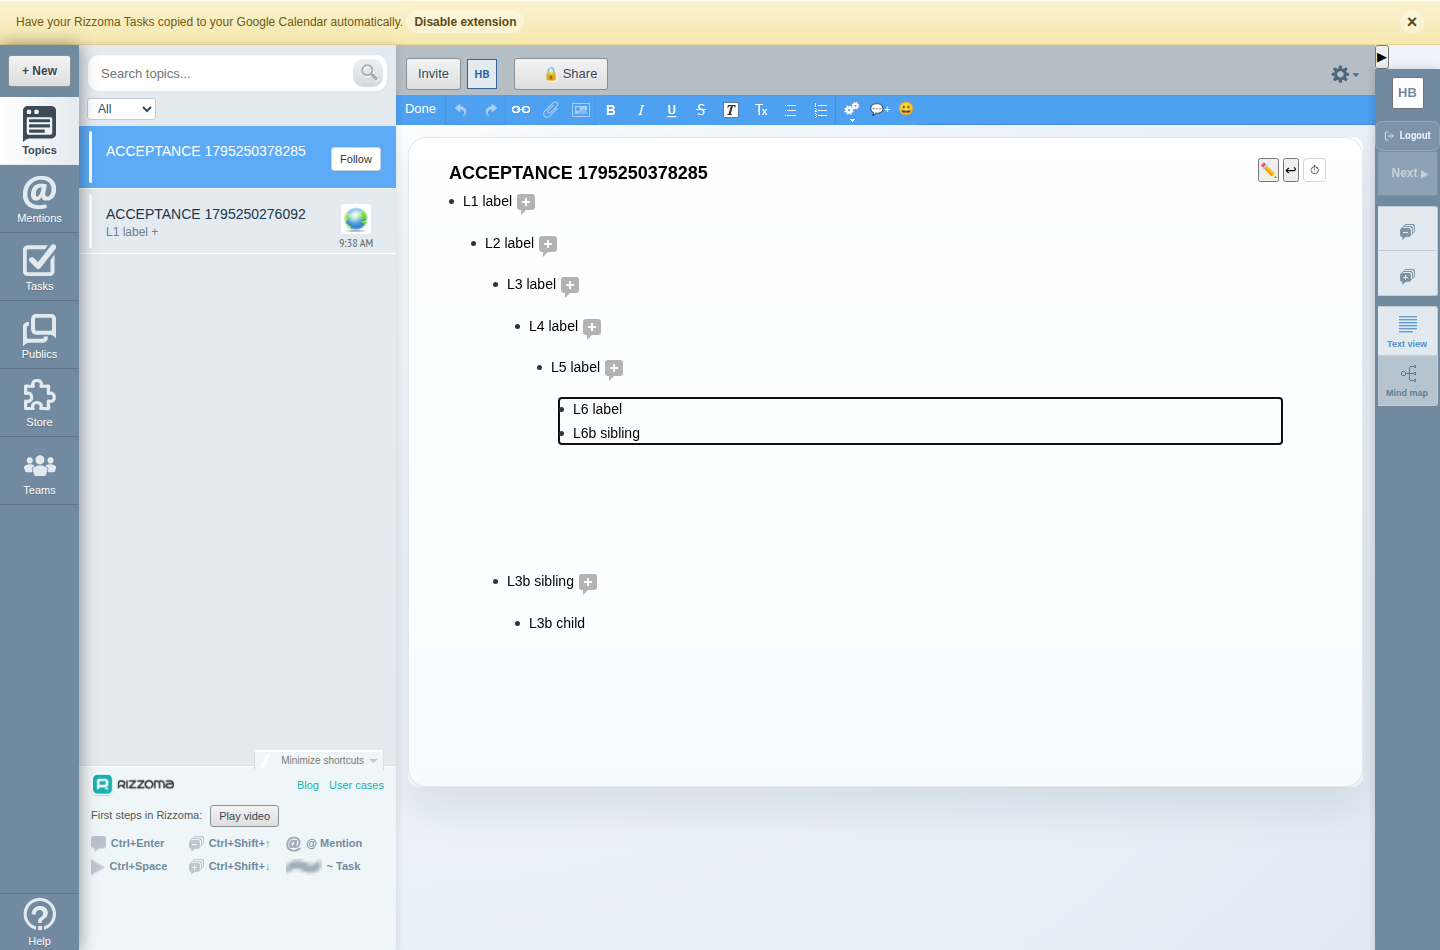 Have your Rizzoma Tasks copied to your Google Calendar automatically. Disable extension ✕
+ New
Topics
Mentions
Tasks
Publics
Store
Teams
Help
Search topics...
All
ACCEPTANCE 1795250378285
Follow
ACCEPTANCE 1795250276092
L1 label +
9:38 AM
Minimize shortcuts
RIZZOMA
Blog User cases
First steps in Rizzoma: Play video
Ctrl+Enter Ctrl+Shift+↑ @ @ Mention
Ctrl+Space Ctrl+Shift+↓ ~ Task
Invite HB 🔒 Share
Done B I U S T Tx 💬+ 😀
ACCEPTANCE 1795250378285
L1 label +
L2 label +
L3 label +
L4 label +
L5 label +
L6 label
L6b sibling
L3b sibling +
L3b child
▶
HB
Logout
Next ▶
Text view
Mind map